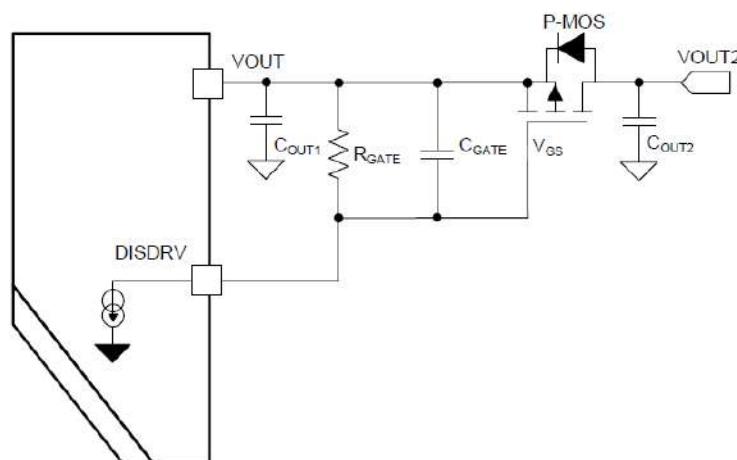 P-MOS
VOUT
VOUT2
COUT1
RGATE
CGATE
VGS
COUT2
DISDRV